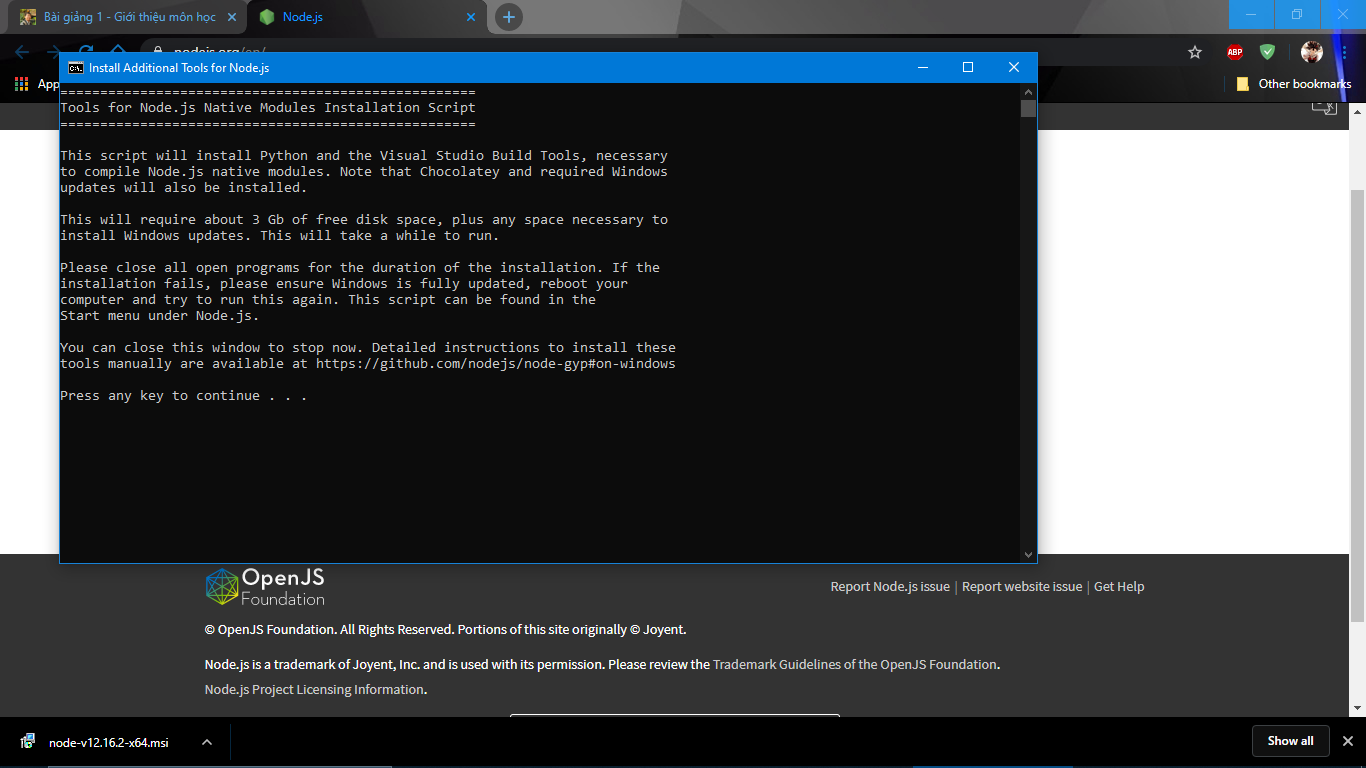 Bài giảng 1 - Giới thiệu môn học
Node.js
nodejs.org/en/
ABP
Install Additional Tools for Node.js
Other bookmarks
====================================================
Tools for Node.js Native Modules Installation Script
====================================================
This script will install Python and the Visual Studio Build Tools, necessary
to compile Node.js native modules. Note that Chocolatey and required Windows
updates will also be installed.
This will require about 3 Gb of free disk space, plus any space necessary to
install Windows updates. This will take a while to run.
Please close all open programs for the duration of the installation. If the
installation fails, please ensure Windows is fully updated, reboot your
computer and try to run this again. This script can be found in the
Start menu under Node.js.
You can close this window to stop now. Detailed instructions to install these
tools manually are available at https://github.com/nodejs/node-gyp#on-windows
Press any key to continue . . .
OpenJS
Foundation
Report Node.js issue | Report website issue | Get Help
© OpenJS Foundation. All Rights Reserved. Portions of this site originally © Joyent.
Node.js is a trademark of Joyent, Inc. and is used with its permission. Please review the Trademark Guidelines of the OpenJS Foundation.
Node.js Project Licensing Information.
node-v12.16.2-x64.msi
Show all